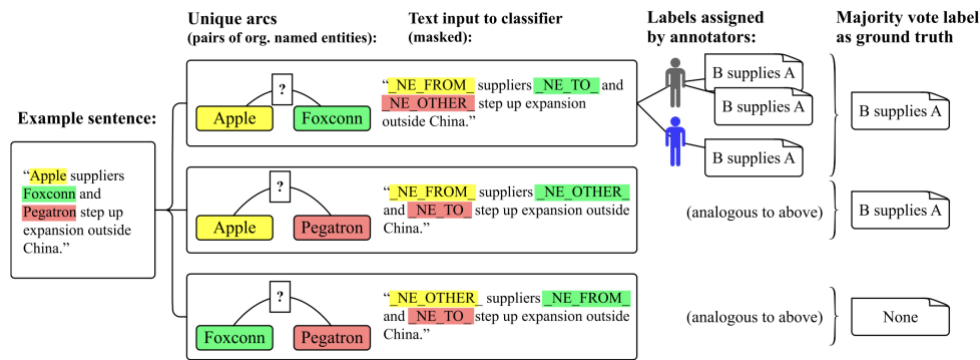 Unique arcs
(pairs of org. named entities):
Text input to classifier
(masked):
Labels assigned
by annotators:
Majority vote label
as ground truth
Example sentence:
“Apple suppliers
Foxconn and
Pegatron step up
expansion outside
China.”
?
Apple
Foxconn
“_NE_FROM_ suppliers _NE_TO_ and
_NE_OTHER_ step up expansion
outside China.”
B supplies A
B supplies A
B supplies A
B supplies A
?
Apple
Pegatron
“_NE_FROM_ suppliers _NE_OTHER_
and _NE_TO_ step up expansion outside
China.”
(analogous to above)
B supplies A
?
Foxconn
Pegatron
“_NE_OTHER_ suppliers _NE_FROM_
and _NE_TO_ step up expansion outside
China.”
(analogous to above)
None